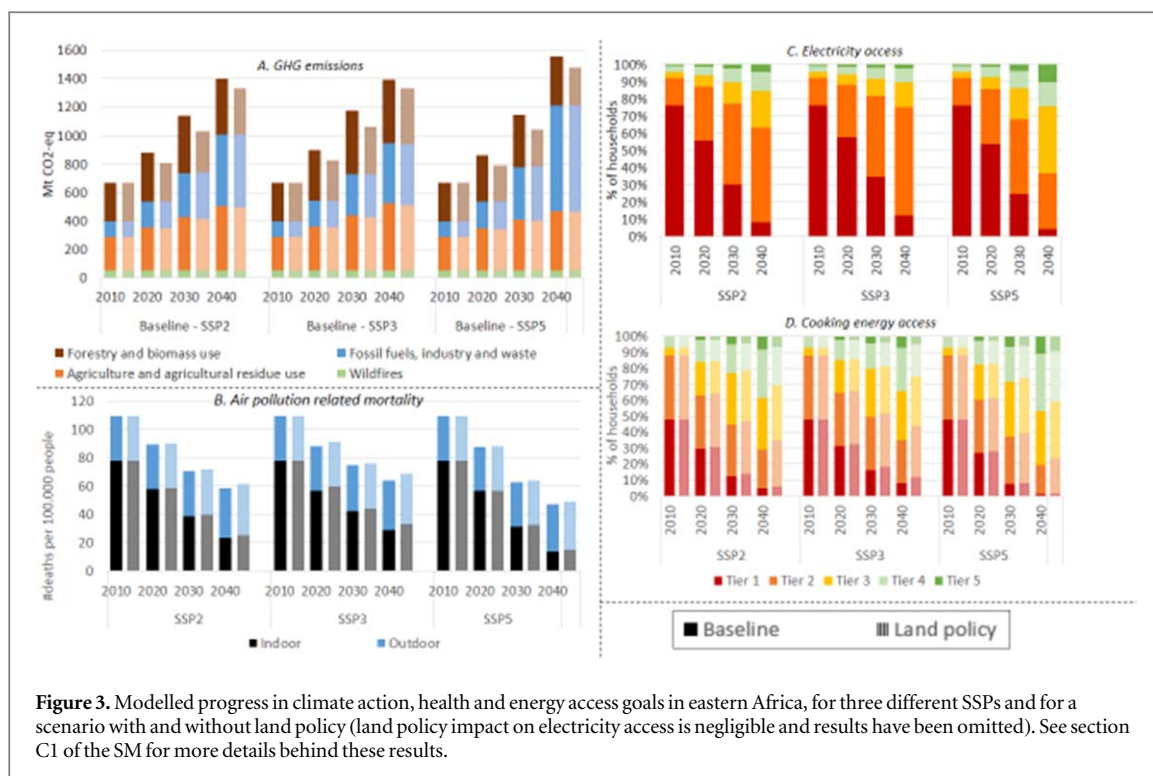 A. GHG emissions
Mt CO2-eq
1600
1400
1200
1000
800
600
400
200
0
2010 2020 2030 2040 2010 2020 2030 2040 2010 2020 2030 2040
Baseline - SSP2 Baseline - SSP3 Baseline - SSP5
Forestry and biomass use Fossil fuels, industry and waste
Agriculture and agricultural residue use Wildfires
B. Air pollution related mortality
#deaths per 100.000 people
120
100
80
60
40
20
0
2010 2020 2030 2040 2010 2020 2030 2040 2010 2020 2030 2040
SSP2 SSP3 SSP5
Indoor Outdoor
C. Electricity access
% of households
100%
90%
80%
70%
60%
50%
40%
30%
20%
10%
0%
2010 2020 2030 2040 2010 2020 2030 2040 2010 2020 2030 2040
SSP2 SSP3 SSP5
D. Cooking energy access
% of households
100%
90%
80%
70%
60%
50%
40%
30%
20%
10%
0%
2010 2020 2030 2040 2010 2020 2030 2040 2010 2020 2030 2040
SSP2 SSP3 SSP5
Tier 1 Tier 2 Tier 3 Tier 4 Tier 5
Baseline Land policy
Figure 3. Modelled progress in climate action, health and energy access goals in eastern Africa, for three different SSPs and for a
scenario with and without land policy (land policy impact on electricity access is negligible and results have been omitted). See section
C1 of the SM for more details behind these results.